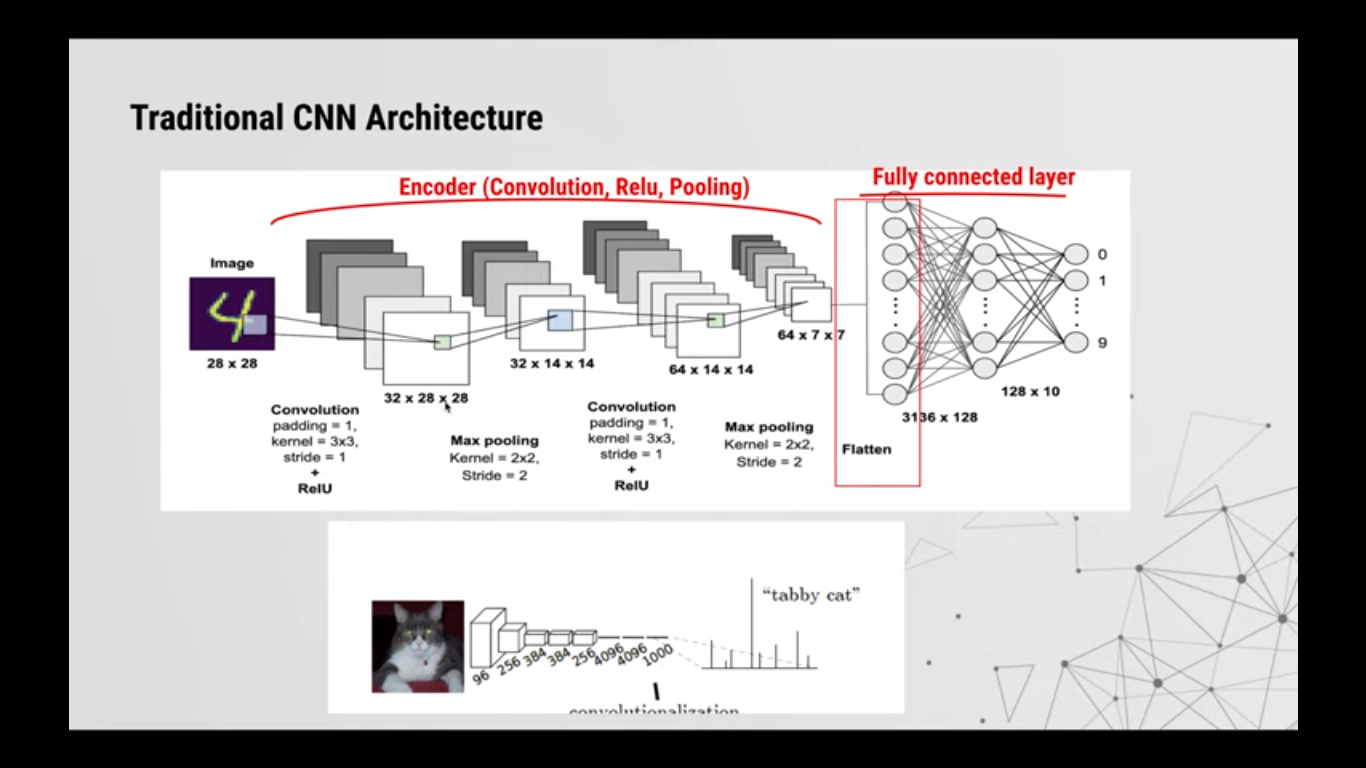 Traditional CNN Architecture
Encoder (Convolution, Relu, Pooling)
Fully connected layer
Image
28 x 28
32 x 28 x 28
32 x 14 x 14
64 x 14 x 14
64 x 7 x 7
0
1
9
3136 x 128
128 x 10
Convolution
padding = 1,
kernel = 3x3,
stride = 1
+
RelU
Max pooling
Kernel = 2x2,
Stride = 2
Convolution
padding = 1,
kernel = 3x3,
stride = 1
+
RelU
Max pooling
Kernel = 2x2,
Stride = 2
Flatten
"tabby cat"
96
256
384
384
256
4096
4096
1000
convolutionalization